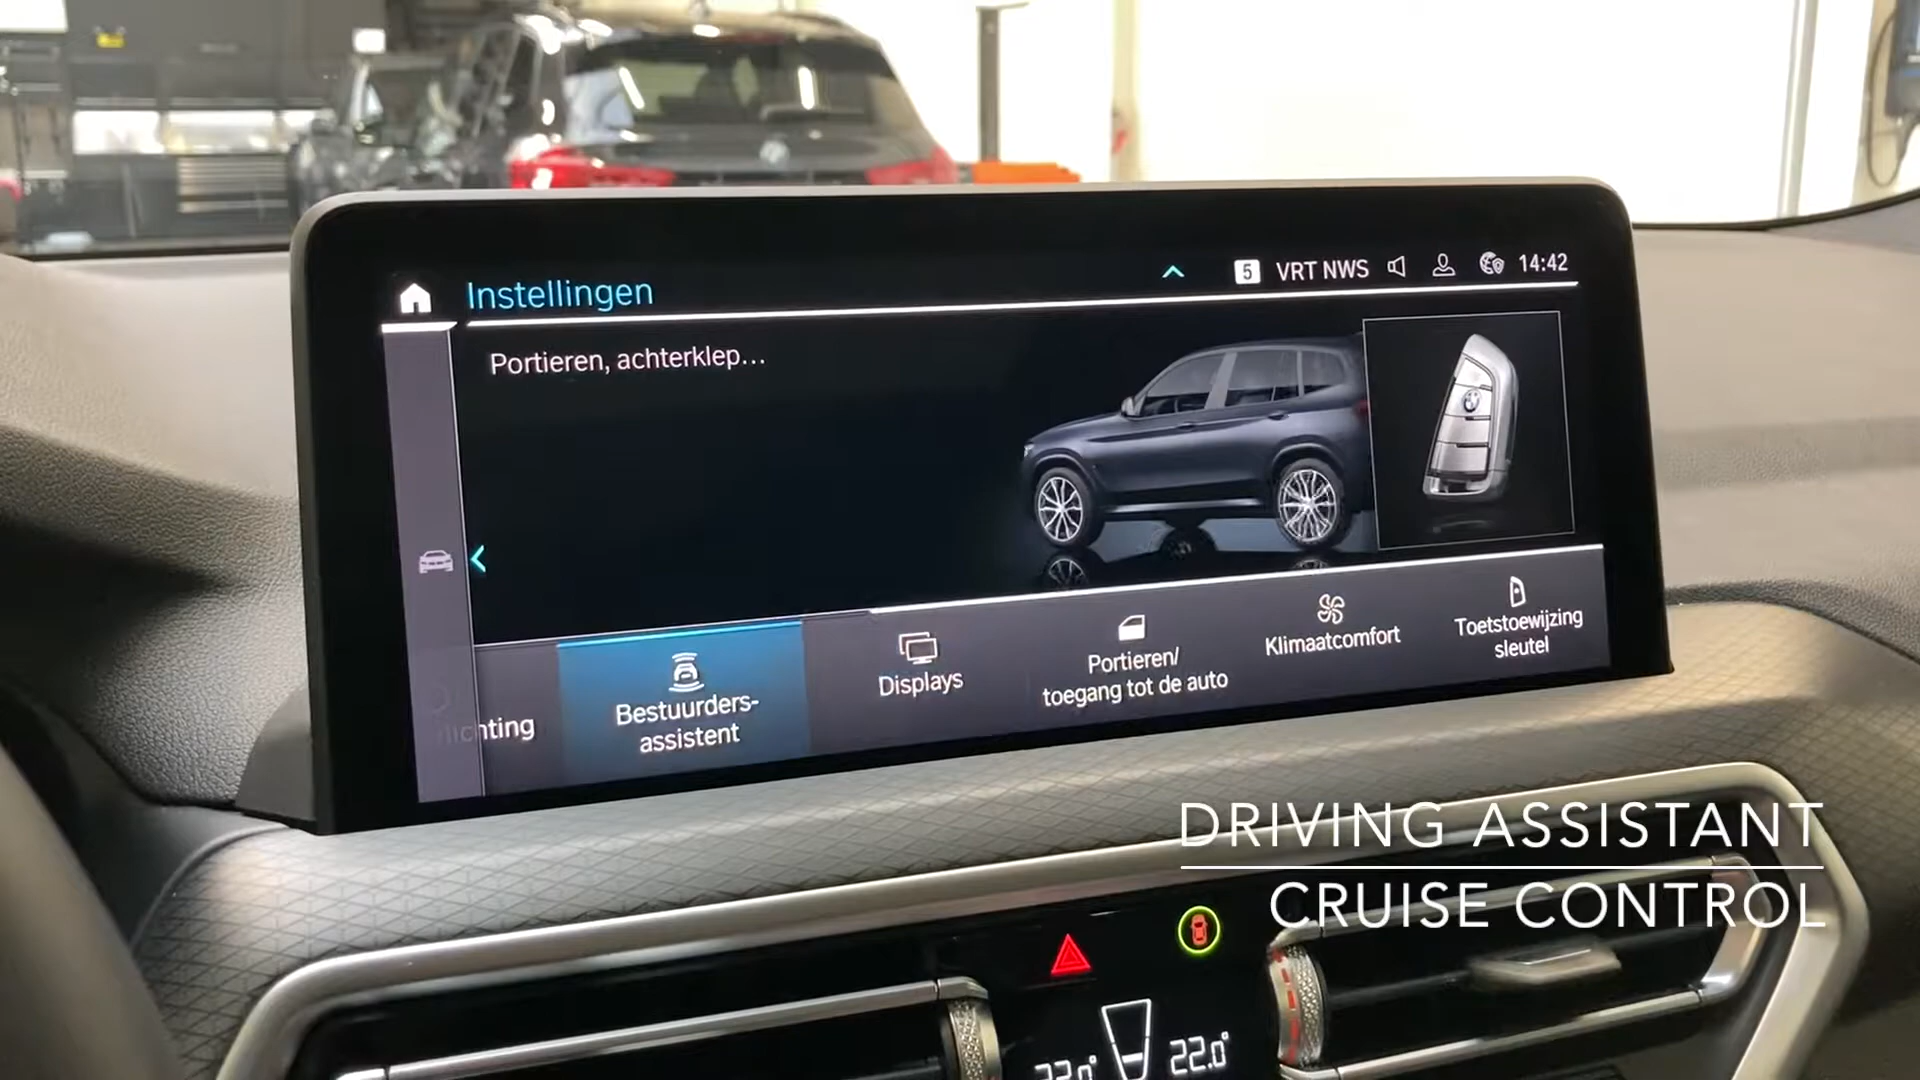 Instellingen
5 VRT NWS 14:42
Portieren, achterklep...
Bestuurders-
assistent
Displays
Portieren/
toegang tot de auto
Klimaatcomfort
Toetstoewijzing
sleutel
DRIVING ASSISTANT
CRUISE CONTROL
22.0°